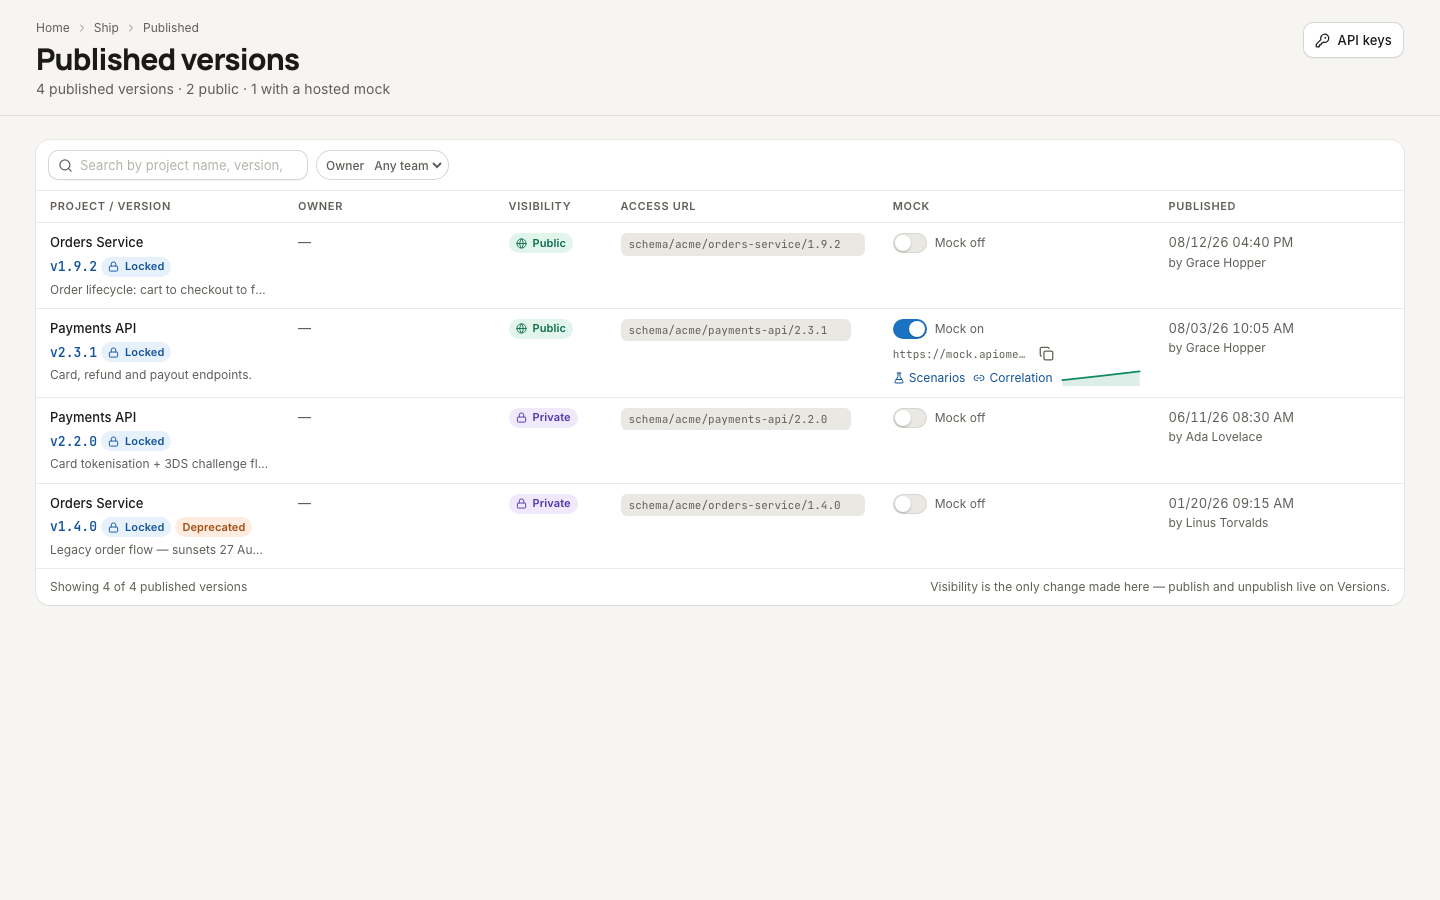 Home > Ship > Published
Published versions
4 published versions · 2 public · 1 with a hosted mock
API keys
Search by project name, version,
Owner Any team
PROJECT / VERSION OWNER VISIBILITY ACCESS URL MOCK PUBLISHED
Orders Service — Public schema/acme/orders-service/1.9.2 Mock off 08/12/26 04:40 PM
v1.9.2 Locked by Grace Hopper
Order lifecycle: cart to checkout to f…
Payments API — Public schema/acme/payments-api/2.3.1 Mock on 08/03/26 10:05 AM
v2.3.1 Locked https://mock.apiome… by Grace Hopper
Card, refund and payout endpoints. Scenarios Correlation
Payments API — Private schema/acme/payments-api/2.2.0 Mock off 06/11/26 08:30 AM
v2.2.0 Locked by Ada Lovelace
Card tokenisation + 3DS challenge fl…
Orders Service — Private schema/acme/orders-service/1.4.0 Mock off 01/20/26 09:15 AM
v1.4.0 Locked Deprecated by Linus Torvalds
Legacy order flow — sunsets 27 Au…
Showing 4 of 4 published versions Visibility is the only change made here — publish and unpublish live on Versions.